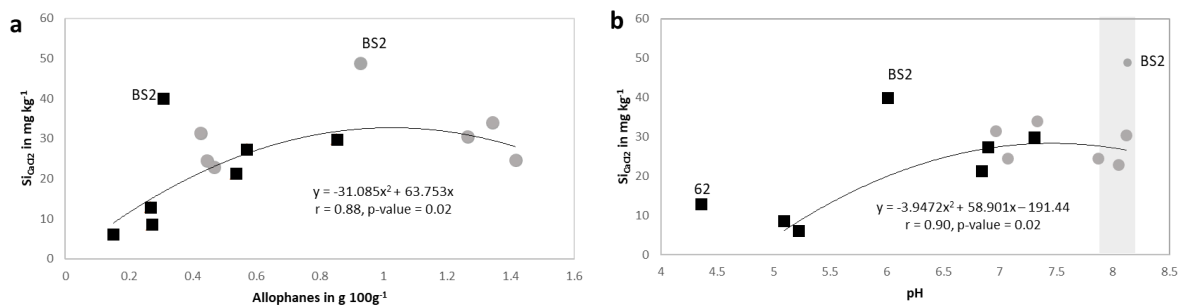 a
60
50
40
30
20
10
0
Si_CaCl2 in mg kg⁻¹
BS2
BS2
y = -31.085x² + 63.753x
r = 0.88, p-value = 0.02
0 0.2 0.4 0.6 0.8 1 1.2 1.4 1.6
Allophanes in g 100g⁻¹
b
60
50
40
30
20
10
0
Si_CaCl2 in mg kg⁻¹
BS2
BS2
62
y = -3.9472x² + 58.901x – 191.44
r = 0.90, p-value = 0.02
4 4.5 5 5.5 6 6.5 7 7.5 8 8.5
pH